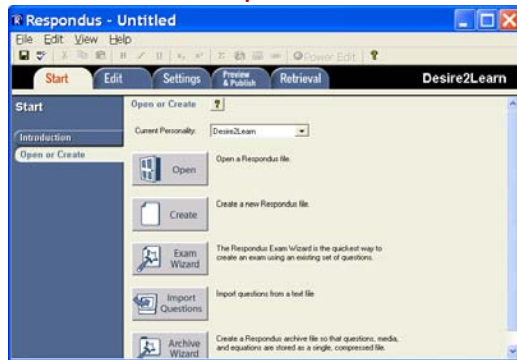 Respondus - Untitled
File Edit View Help
Power Edit
Start Edit Settings Preview & Publish Retrieval Desire2Learn
Start
Introduction
Open or Create
Open or Create ?
Current Personality: Desire2Learn
Open
Open a Respondus file.
Create
Create a new Respondus file.
Exam Wizard
The Respondus Exam Wizard is the quickest way to
create an exam using an existing set of questions.
Import Questions
Import questions from a text file
Archive Wizard
Create a Respondus archive file so that questions, media,
and equations are stored as a single, compressed file.